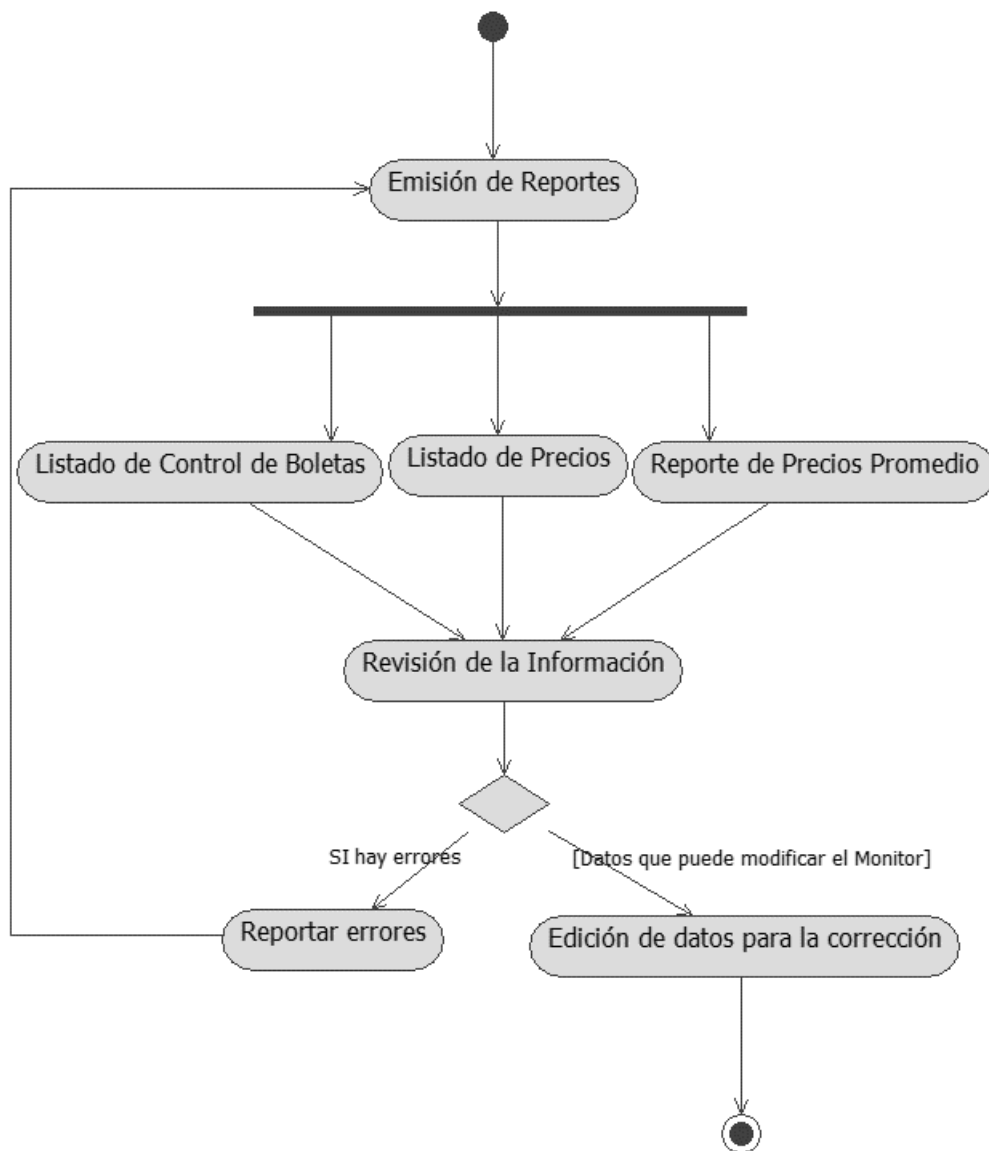 Emisión de Reportes
Listado de Control de Boletas
Listado de Precios
Reporte de Precios Promedio
Revisión de la Información
SI hay errores
[Datos que puede modificar el Monitor]
Reportar errores
Edición de datos para la corrección